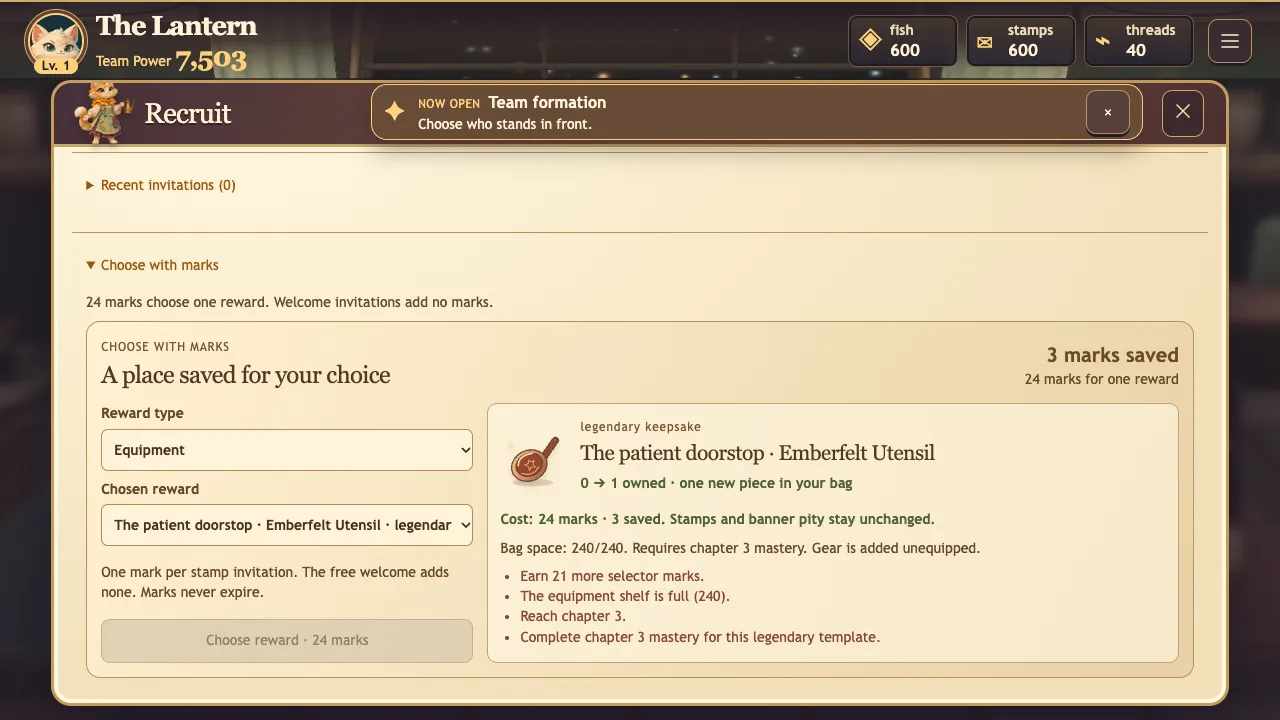 The Lantern
Team Power 7,503
Lv. 1
fish
600
stamps
600
threads
40
Recruit
NOW OPEN Team formation
Choose who stands in front.
Recent invitations (0)
Choose with marks
24 marks choose one reward. Welcome invitations add no marks.
CHOOSE WITH MARKS
A place saved for your choice
3 marks saved
24 marks for one reward
Reward type
Equipment
Chosen reward
The patient doorstop · Emberfelt Utensil · legendar
One mark per stamp invitation. The free welcome adds
none. Marks never expire.
Choose reward · 24 marks
legendary keepsake
The patient doorstop · Emberfelt Utensil
0 → 1 owned · one new piece in your bag
Cost: 24 marks · 3 saved. Stamps and banner pity stay unchanged.
Bag space: 240/240. Requires chapter 3 mastery. Gear is added unequipped.
• Earn 21 more selector marks.
• The equipment shelf is full (240).
• Reach chapter 3.
• Complete chapter 3 mastery for this legendary template.